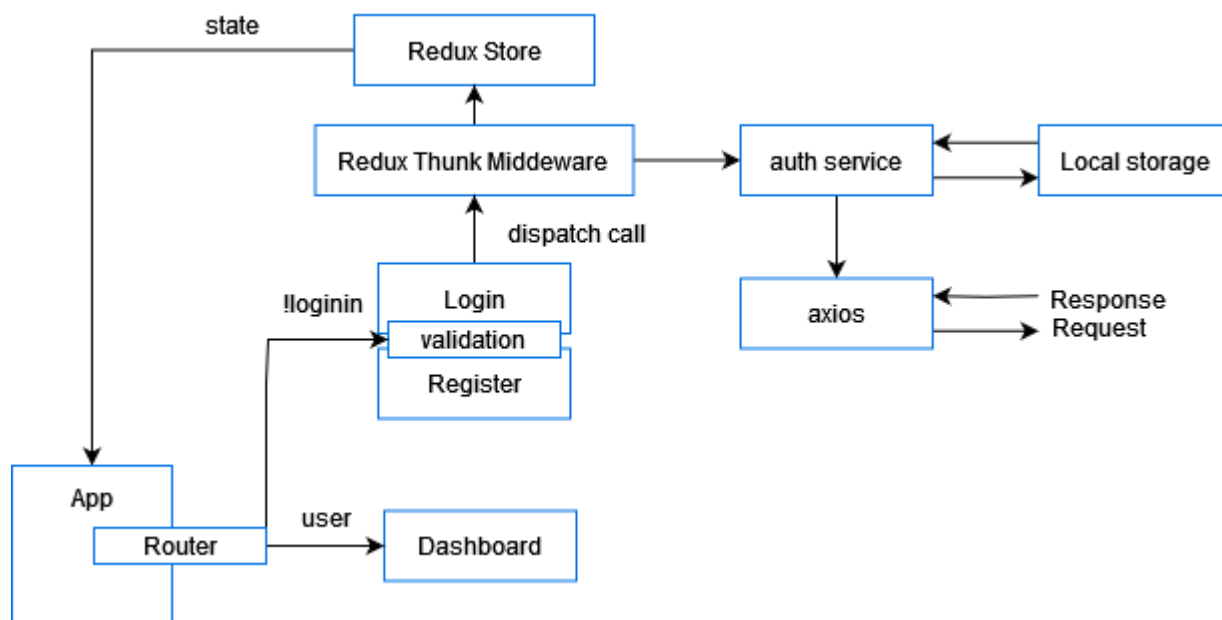 state
Redux Store
Redux Thunk Middeware
auth service
Local storage
dispatch call
!loginin
Login
validation
Register
axios
Response
Request
App
Router
user
Dashboard